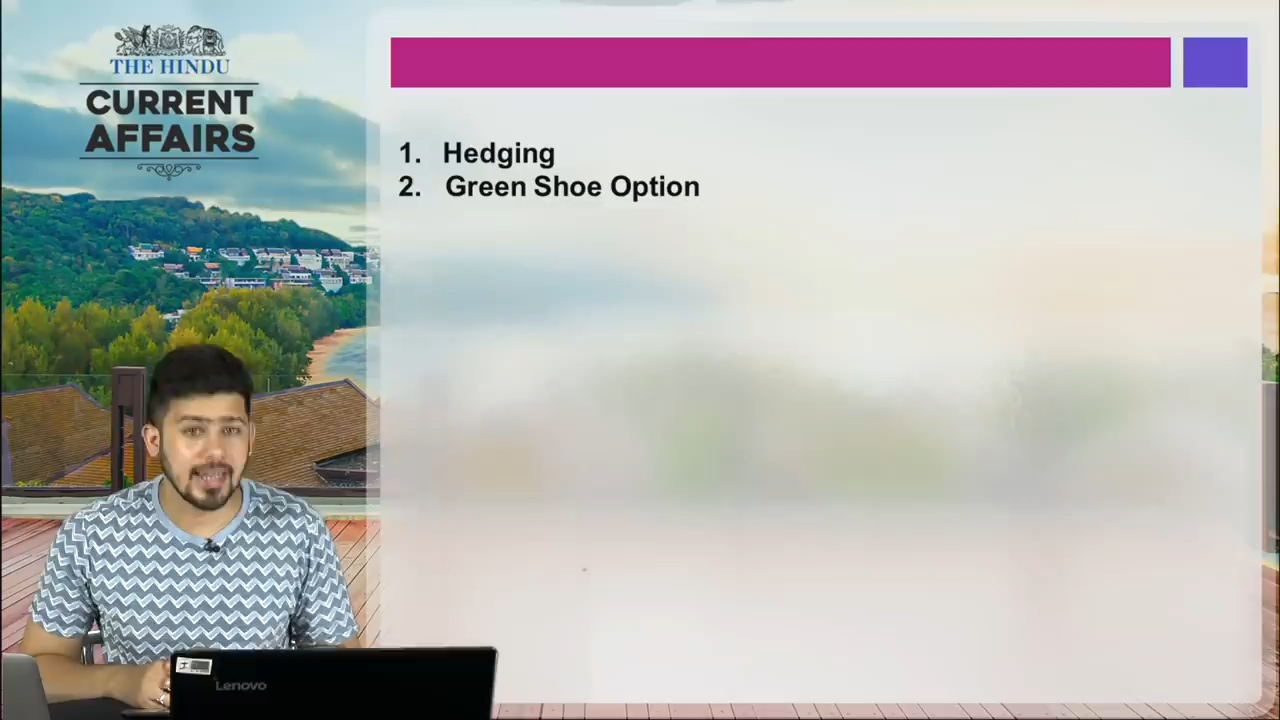 THE HINDU
CURRENT
AFFAIRS
1. Hedging
2. Green Shoe Option
Lenovo